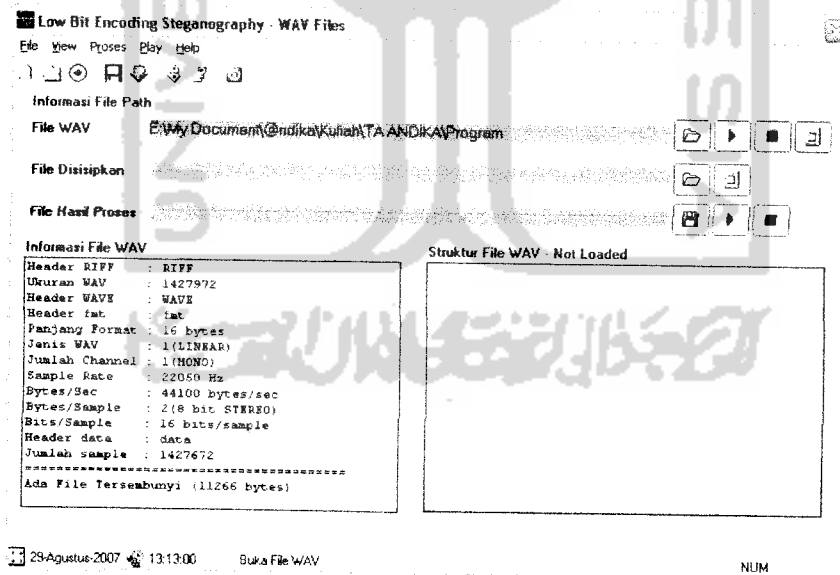 Low Bit Encoding Steganography - WAV Files
File View Proses Play Help
Informasi File Path
File WAV E:\My Document\@ndika\Kuliah\TA ANDIKA\Program
File Disisipkan
File Hasil Proses
Informasi File WAV
Struktur File WAV - Not Loaded
Header RIFF : RIFF
Ukuran WAV : 1427972
Header WAVE : WAVE
Header fmt : fmt
Panjang Format : 16 bytes
Jenis WAV : 1(LINEAR)
Jumlah Channel : 1(MONO)
Sample Rate : 22050 Hz
Bytes/Sec : 44100 bytes/sec
Bytes/Sample : 2(8 bit STEREO)
Bits/Sample : 16 bits/sample
Header data : data
Jumlah sample : 1427672
====================================
Ada File Tersembunyi (11266 bytes)
29-Agustus-2007 13:13:00 Buka File WAV NUM